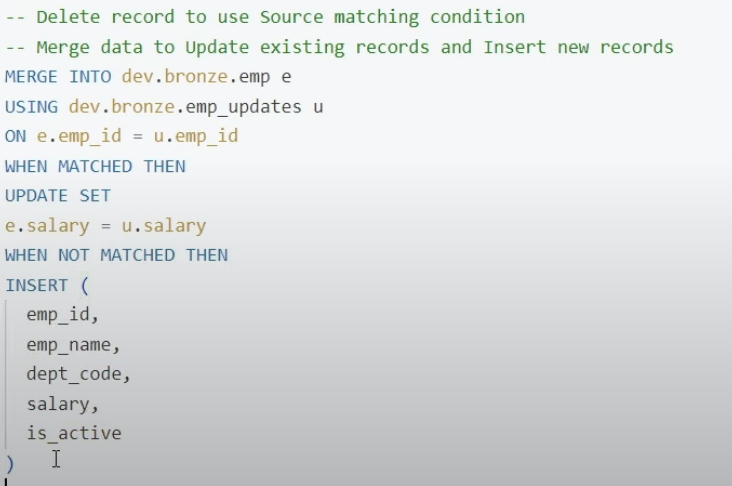 -- Delete record to use Source matching condition
-- Merge data to Update existing records and Insert new records
MERGE INTO dev.bronze.emp e
USING dev.bronze.emp_updates u
ON e.emp_id = u.emp_id
WHEN MATCHED THEN
UPDATE SET
e.salary = u.salary
WHEN NOT MATCHED THEN
INSERT (
  emp_id,
  emp_name,
  dept_code,
  salary,
  is_active
)